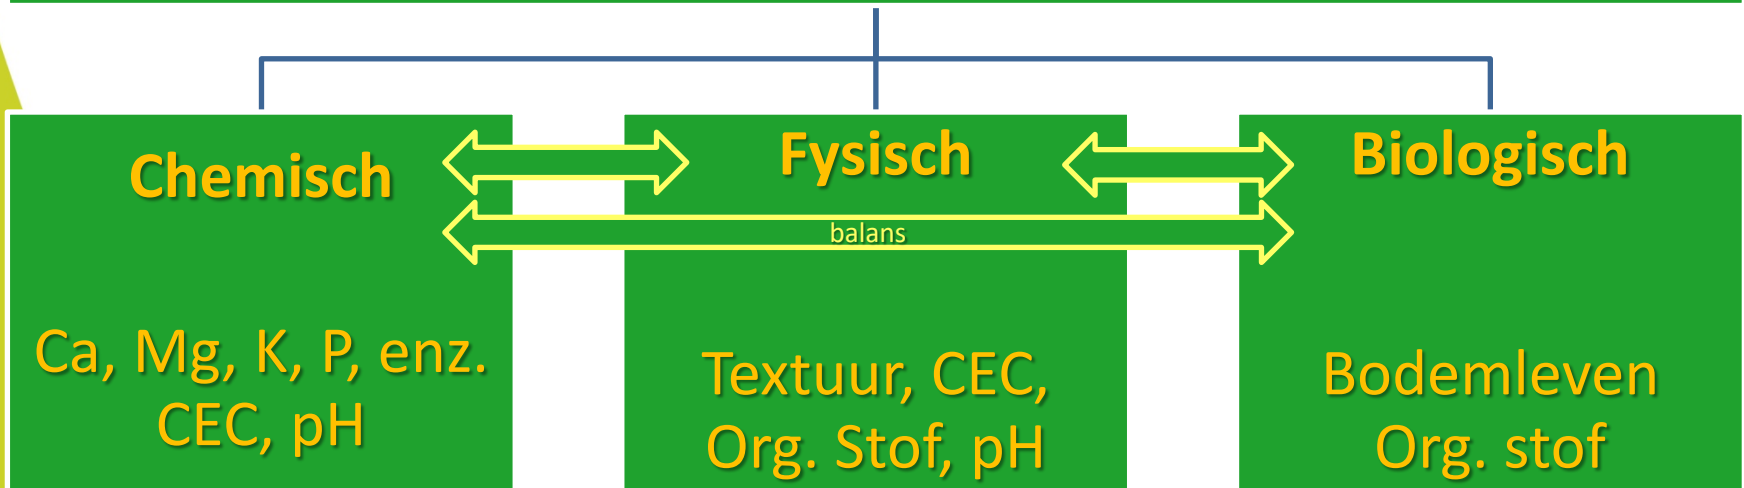 Chemisch
Ca, Mg, K, P, enz.
CEC, pH
Fysisch
balans
Textuur, CEC,
Org. Stof, pH
Biologisch
Bodemleven
Org. stof